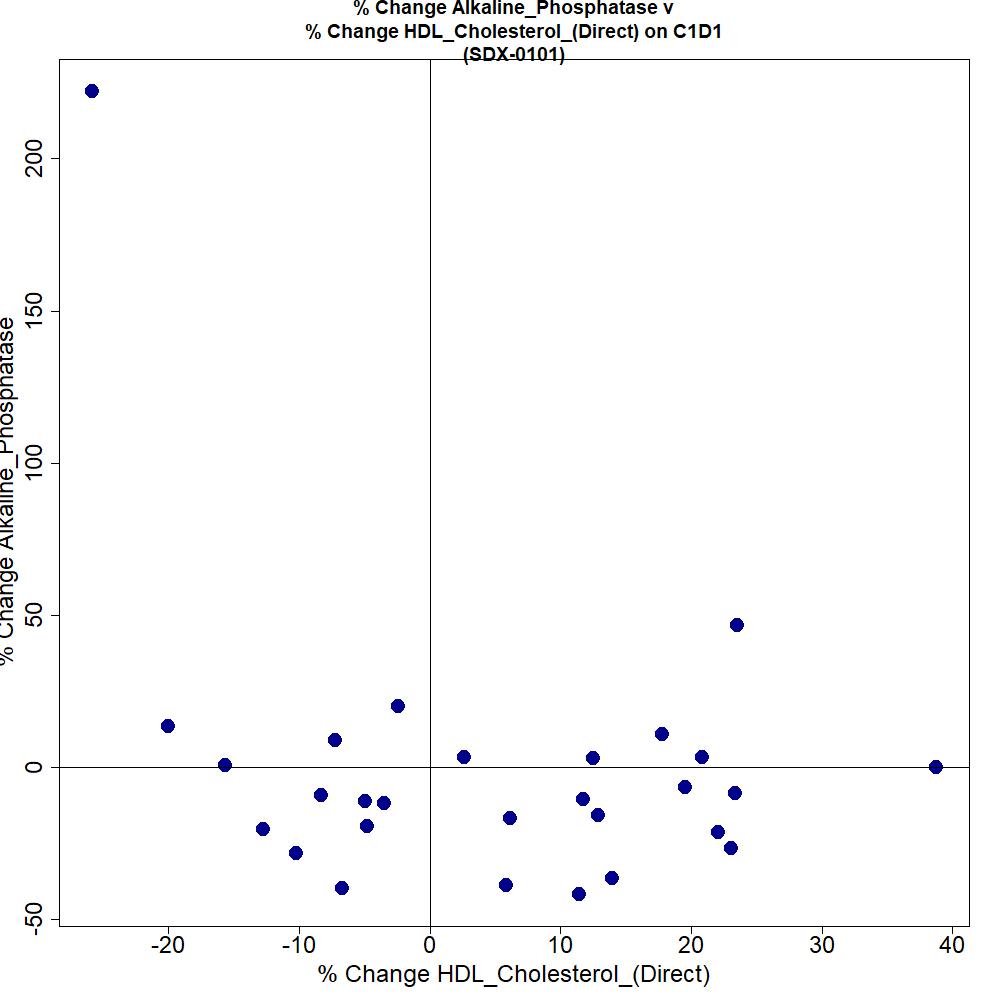 % Change Alkaline_Phosphatase v
% Change HDL_Cholesterol_(Direct) on C1D1
(SDX-0101)
% Change Alkaline_Phosphatase
200
150
100
50
0
-50
-20
-10
0
10
20
30
40
% Change HDL_Cholesterol_(Direct)